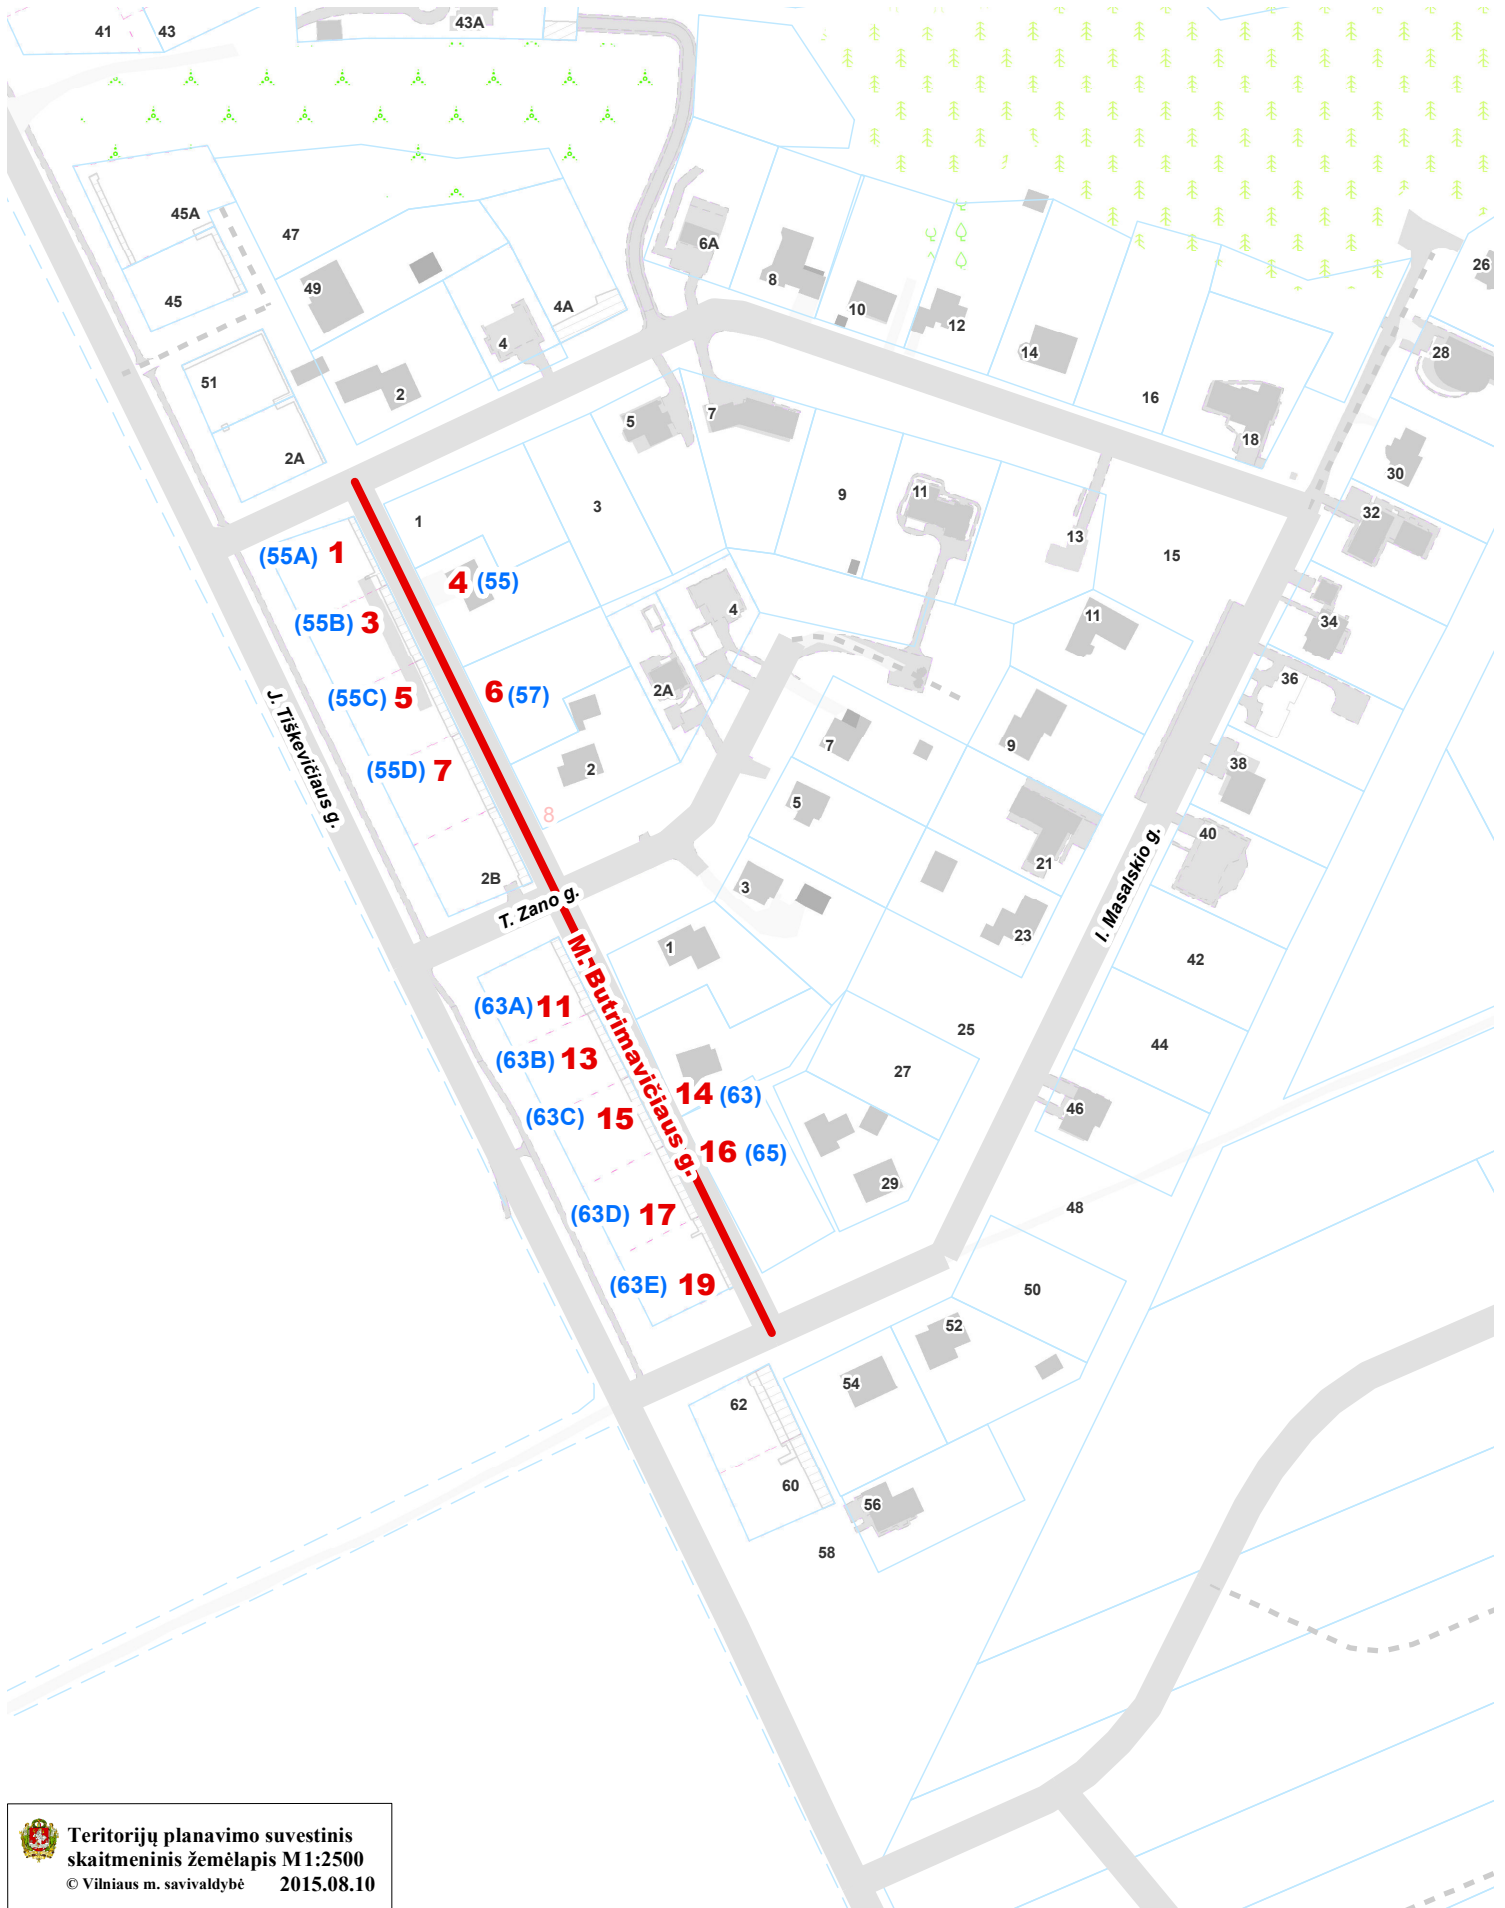 41
43
43A
45A
47
6A
26
8
49
45
4A
10
12
4
14
28
51
2
16
5
7
18
2A
30
9
11
1
3
32
13
15
(55A) 1
4 (55)
4
11
34
(55B) 3
36
6 (57)
2A
(55C) 5
7
9
38
(55D) 7
2
J. Tiškevičiaus g.
5
8
40
21
2B
3
I. Masalskio g.
T. Zano g.
23
1
42
M. Butrimavičiaus g.
(63A) 11
25
44
(63B) 13
27
14 (63)
46
(63C) 15
16 (65)
29
48
(63D) 17
(63E) 19
50
52
54
62
60
56
58
Teritorijų planavimo suvestinis
skaitmeninis žemėlapis M 1:2500
© Vilniaus m. savivaldybė 2015.08.10